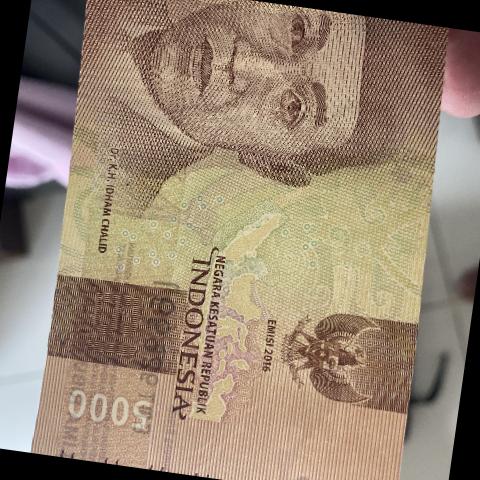 Dr. K.H. IDHAM CHALID
NEGARA KESATUAN REPUBLIK
INDONESIA
EMISI 2016
5000